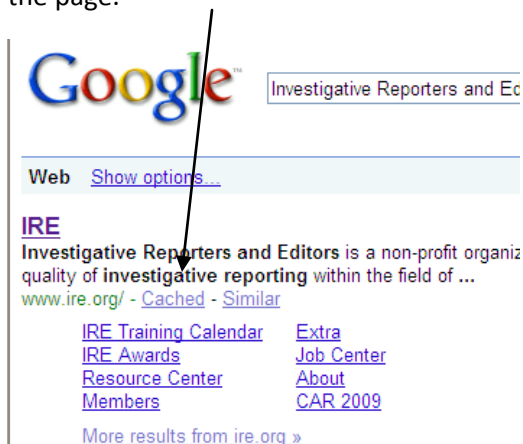 the page.
Google™
Investigative Reporters and Ed
Web Show options...
IRE
Investigative Reporters and Editors is a non-profit organiz
quality of investigative reporting within the field of ...
www.ire.org/ - Cached - Similar
IRE Training Calendar Extra
IRE Awards Job Center
Resource Center About
Members CAR 2009
More results from ire.org »